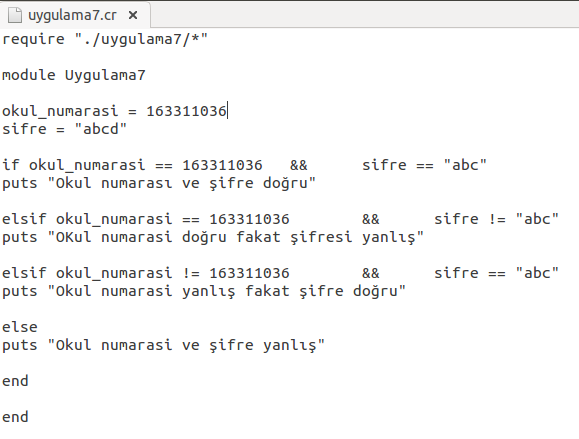 uygulama7.cr ×
require "./uygulama7/*"
module Uygulama7
okul_numarasi = 163311036
sifre = "abcd"
if okul_numarasi == 163311036   &&      sifre == "abc"
puts "Okul numarası ve şifre doğru"
elsif okul_numarasi == 163311036        &&      sifre != "abc"
puts "OKul numarasi doğru fakat şifresi yanlış"
elsif okul_numarasi != 163311036        &&      sifre == "abc"
puts "Okul numarasi yanlış fakat şifre doğru"
else
puts "Okul numarasi ve şifre yanlış"
end
end